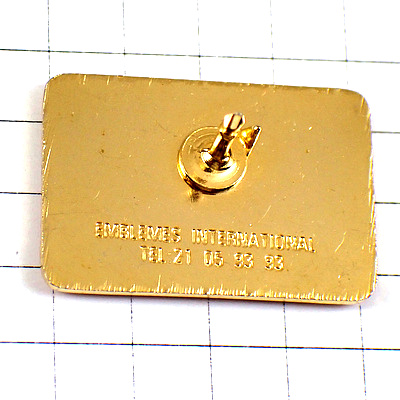 EMBLEMES INTERNATIONAL
TEL 21 05 93 93